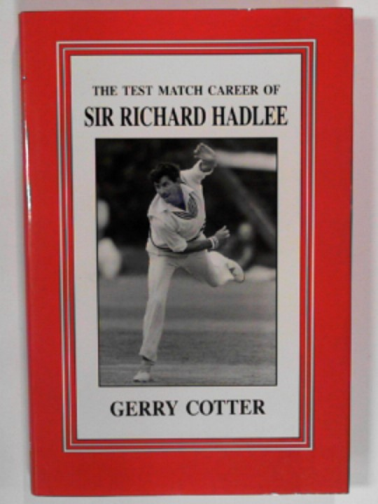 THE TEST MATCH CAREER OF
SIR RICHARD HADLEE
GERRY COTTER